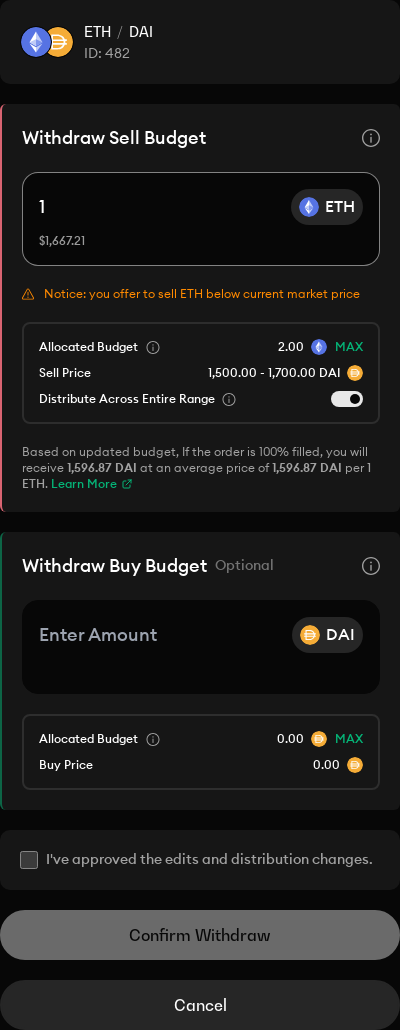 ETH / DAI
ID: 482
Withdraw Sell Budget
1
ETH
$1,667.21
Notice: you offer to sell ETH below current market price
Allocated Budget 2.00 MAX
Sell Price 1,500.00 - 1,700.00 DAI
Distribute Across Entire Range
Based on updated budget, If the order is 100% filled, you will
receive 1,596.87 DAI at an average price of 1,596.87 DAI per 1
ETH. Learn More
Withdraw Buy Budget Optional
Enter Amount DAI
Allocated Budget 0.00 MAX
Buy Price 0.00
I've approved the edits and distribution changes.
Confirm Withdraw
Cancel